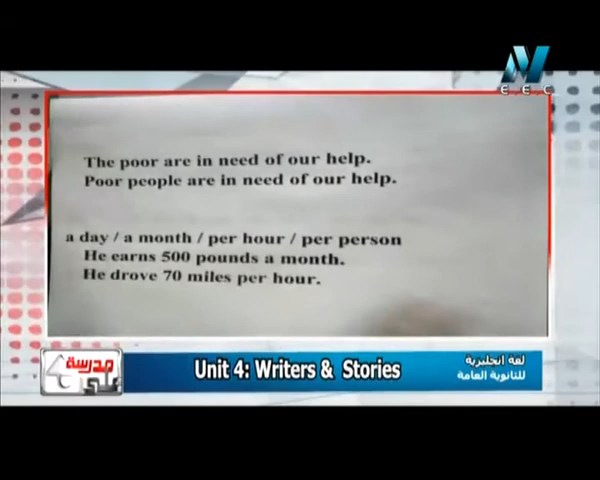 EEC
The poor are in need of our help.
Poor people are in need of our help.
a day / a month / per hour / per person
He earns 500 pounds a month.
He drove 70 miles per hour.
مدرسة
على
Unit 4: Writers & Stories
لغة انجليزية
للثانوية العامة